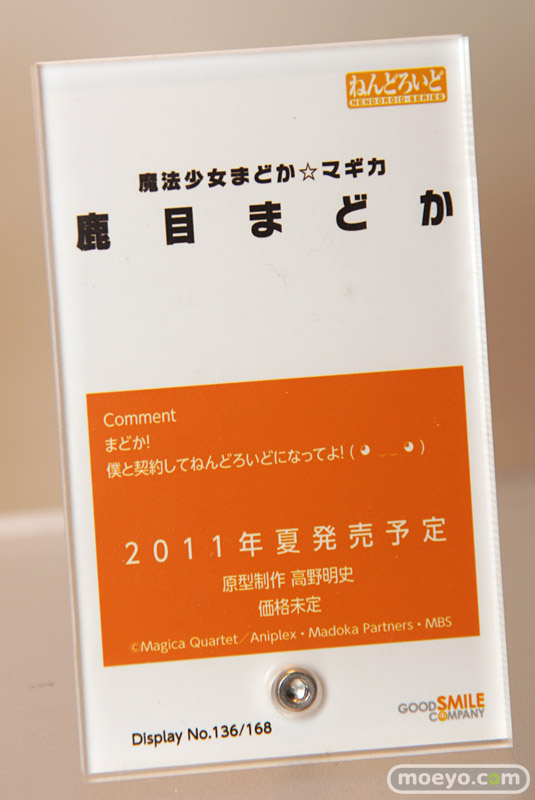 ねんどろいど
NENDOROID-SERIES
魔法少女まどか☆マギカ
鹿目まどか
Comment
まどか!
僕と契約してねんどろいどになってよ! ( ◕ ‿‿ ◕ )
2011年夏発売予定
原型制作 高野明史
価格未定
©Magica Quartet／Aniplex・Madoka Partners・MBS
GOOD SMILE
COMPANY
Display No.136/168
moeyo.com